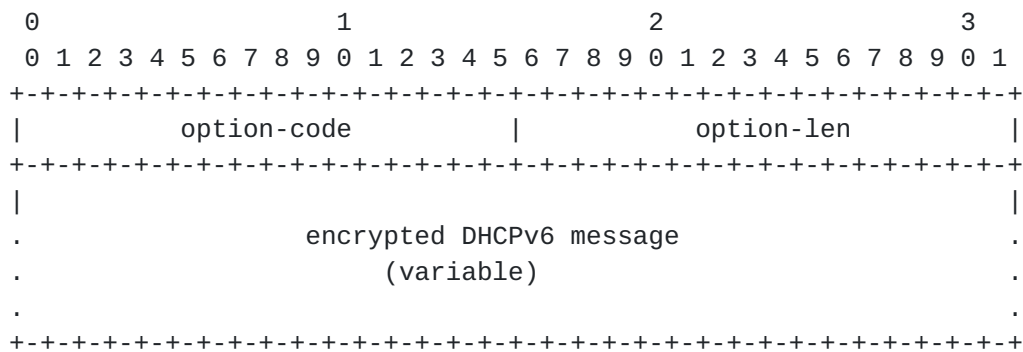 0                   1                   2                   3
 0 1 2 3 4 5 6 7 8 9 0 1 2 3 4 5 6 7 8 9 0 1 2 3 4 5 6 7 8 9 0 1
+-+-+-+-+-+-+-+-+-+-+-+-+-+-+-+-+-+-+-+-+-+-+-+-+-+-+-+-+-+-+-+-+
|          option-code          |           option-len          |
+-+-+-+-+-+-+-+-+-+-+-+-+-+-+-+-+-+-+-+-+-+-+-+-+-+-+-+-+-+-+-+-+
|                                                               |
.                  encrypted DHCPv6 message                     .
.                       (variable)                              .
.                                                               .
+-+-+-+-+-+-+-+-+-+-+-+-+-+-+-+-+-+-+-+-+-+-+-+-+-+-+-+-+-+-+-+-+